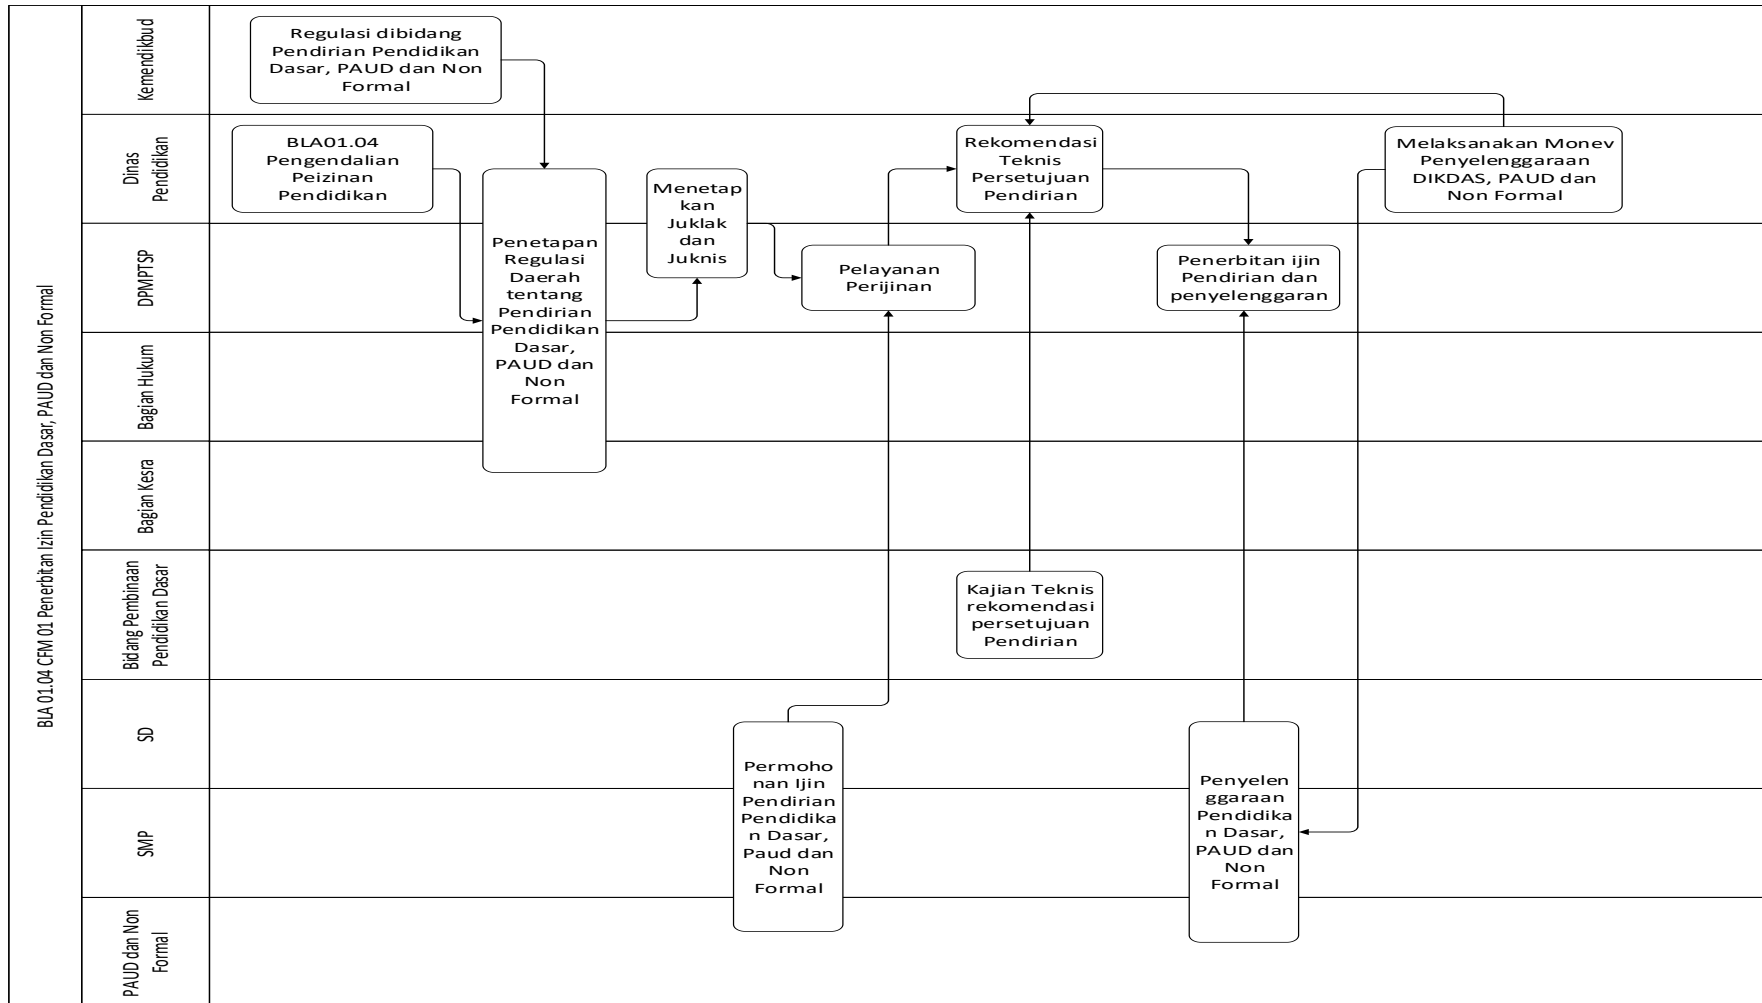 BLA 01.04 CFM 01 Penerbitan Izin Pendidikan Dasar, PAUD dan Non Formal
Kemendikbud
Regulasi dibidang
Pendirian Pendidikan
Dasar, PAUD dan Non
Formal
Dinas
Pendidikan
BLA01.04
Pengendalian
Peizinan
Pendidikan
Penetapan
Regulasi
Daerah
tentang
Pendirian
Pendidikan
Dasar,
PAUD dan
Non
Formal
Menetap
kan
Juklak
dan
Juknis
Rekomendasi
Teknis
Persetujuan
Pendirian
Melaksanakan Monev
Penyelenggaraan
DIKDAS, PAUD dan
Non Formal
DPMPTSP
Pelayanan
Perijinan
Penerbitan ijin
Pendirian dan
penyelenggaran
Bagian Hukum
Bagian Kesra
Bidang Pembinaan
Pendidikan Dasar
Kajian Teknis
rekomendasi
persetujuan
Pendirian
SD
Permoho
nan Ijin
Pendirian
Pendidika
n Dasar,
Paud dan
Non
Formal
Penyelen
ggaraan
Pendidika
n Dasar,
PAUD dan
Non
Formal
SMP
PAUD dan Non
Formal